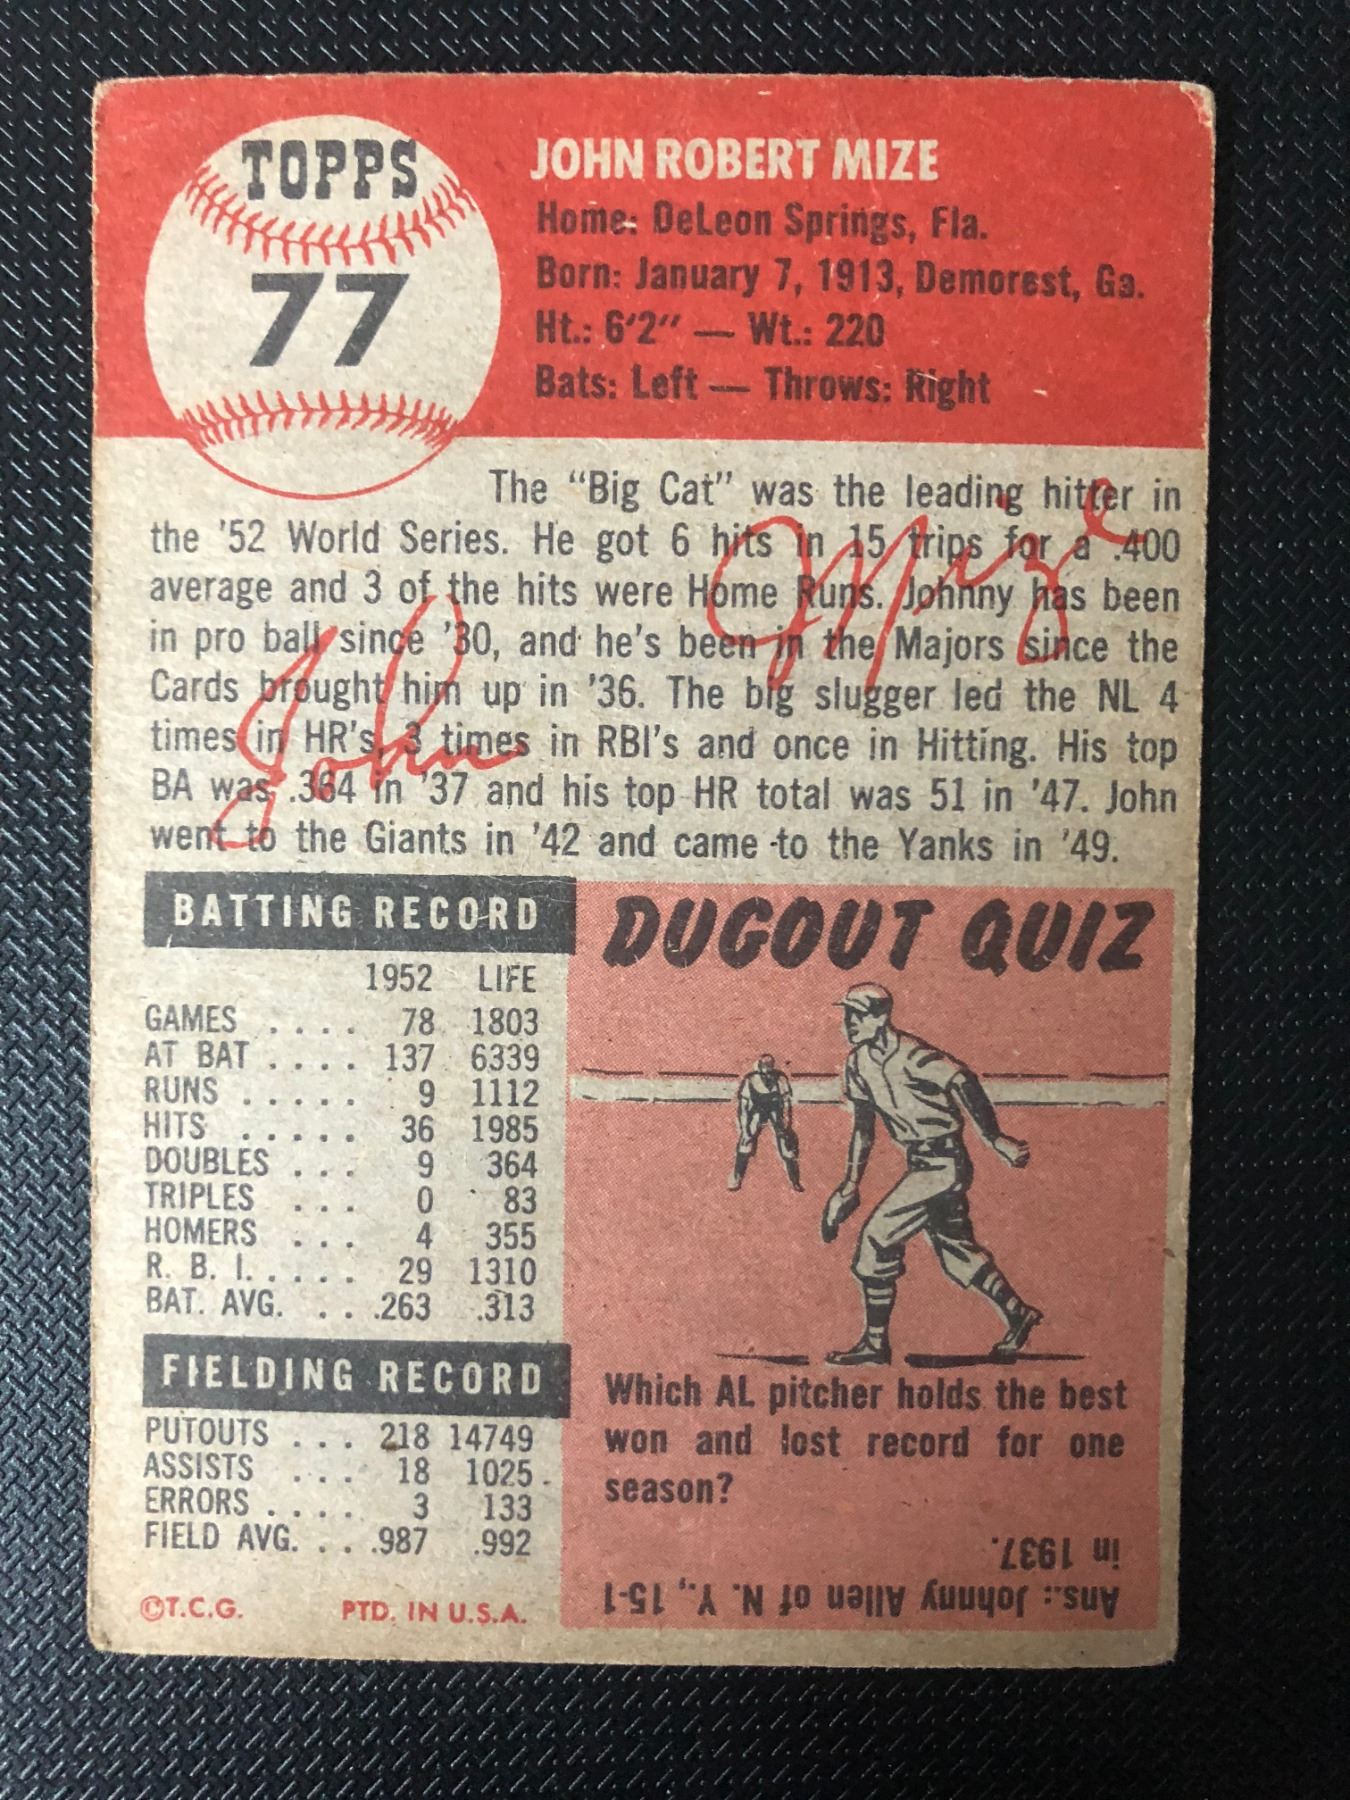 TOPPS
77
JOHN ROBERT MIZE
Home: DeLeon Springs, Fla.
Born: January 7, 1913, Demorest, Ga.
Ht.: 6'2" — Wt.: 220
Bats: Left — Throws: Right
The "Big Cat" was the leading hitter in
the '52 World Series. He got 6 hits in 15 trips for a .400
average and 3 of the hits were Home Runs. Johnny has been
in pro ball since '30, and he's been in the Majors since the
Cards brought him up in '36. The big slugger led the NL 4
times in HR's, 3 times in RBI's and once in Hitting. His top
BA was .364 in '37 and his top HR total was 51 in '47. John
went to the Giants in '42 and came to the Yanks in '49.
John Mize
BATTING RECORD
1952 LIFE
GAMES . . . . 78 1803
AT BAT . . . . 137 6339
RUNS . . . . . 9 1112
HITS . . . . . 36 1985
DOUBLES . . . 9 364
TRIPLES . . . 0 83
HOMERS . . . 4 355
R. B. I. . . . . 29 1310
BAT. AVG. . . . .263 .313
FIELDING RECORD
PUTOUTS . . . 218 14749
ASSISTS . . . 18 1025
ERRORS . . . . 3 133
FIELD AVG. . . .987 .992
©T.C.G. PTD. IN U.S.A.
DUGOUT QUIZ
Which AL pitcher holds the best
won and lost record for one
season?
Ans.: Johnny Allen of N. Y., 15-1
in 1937.